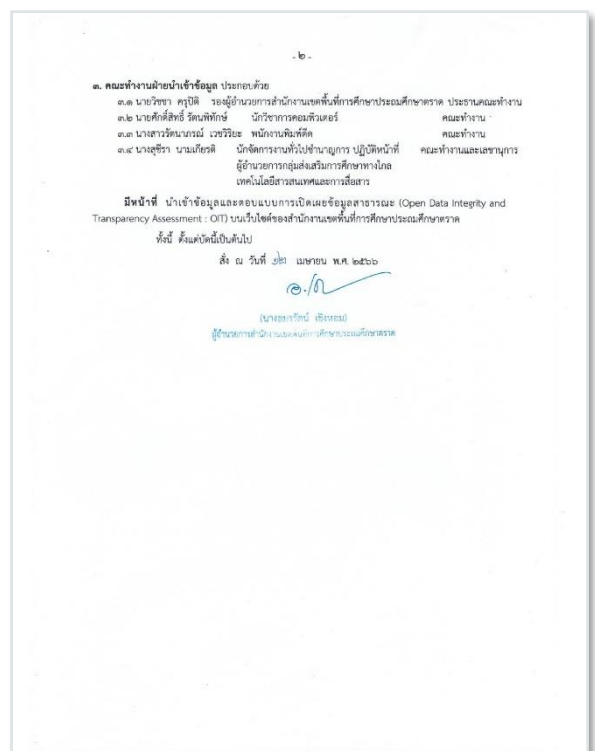 - ๒ -
๓. คณะทำงานฝ่ายนำเข้าข้อมูล ประกอบด้วย
๓.๑ นายวิชชา ครุปิติ รองผู้อำนวยการสำนักงานเขตพื้นที่การศึกษาประถมศึกษาตราด ประธานคณะทำงาน
๓.๒ นายศักดิ์สิทธิ์ รัตนพิทักษ์ นักวิชาการคอมพิวเตอร์ คณะทำงาน
๓.๓ นางสาวรัตนาภรณ์ เวชวิริยะ พนักงานพิมพ์ดีด คณะทำงาน
๓.๔ นางสุชีรา นามเกียรติ นักจัดการงานทั่วไปชำนาญการ ปฏิบัติหน้าที่ คณะทำงานและเลขานุการ
ผู้อำนวยการกลุ่มส่งเสริมการศึกษาทางไกล
เทคโนโลยีสารสนเทศและการสื่อสาร
มีหน้าที่ นำเข้าข้อมูลและตอบแบบการเปิดเผยข้อมูลสาธารณะ (Open Data Integrity and
Transparency Assessment : OIT) บนเว็บไซต์ของสำนักงานเขตพื้นที่การศึกษาประถมศึกษาตราด
ทั้งนี้ ตั้งแต่บัดนี้เป็นต้นไป
สั่ง ณ วันที่ ๑๒ เมษายน พ.ศ. ๒๕๖๖
ผู้อำนวยการสำนักงานเขตพื้นที่การศึกษาประถมศึกษาตราด